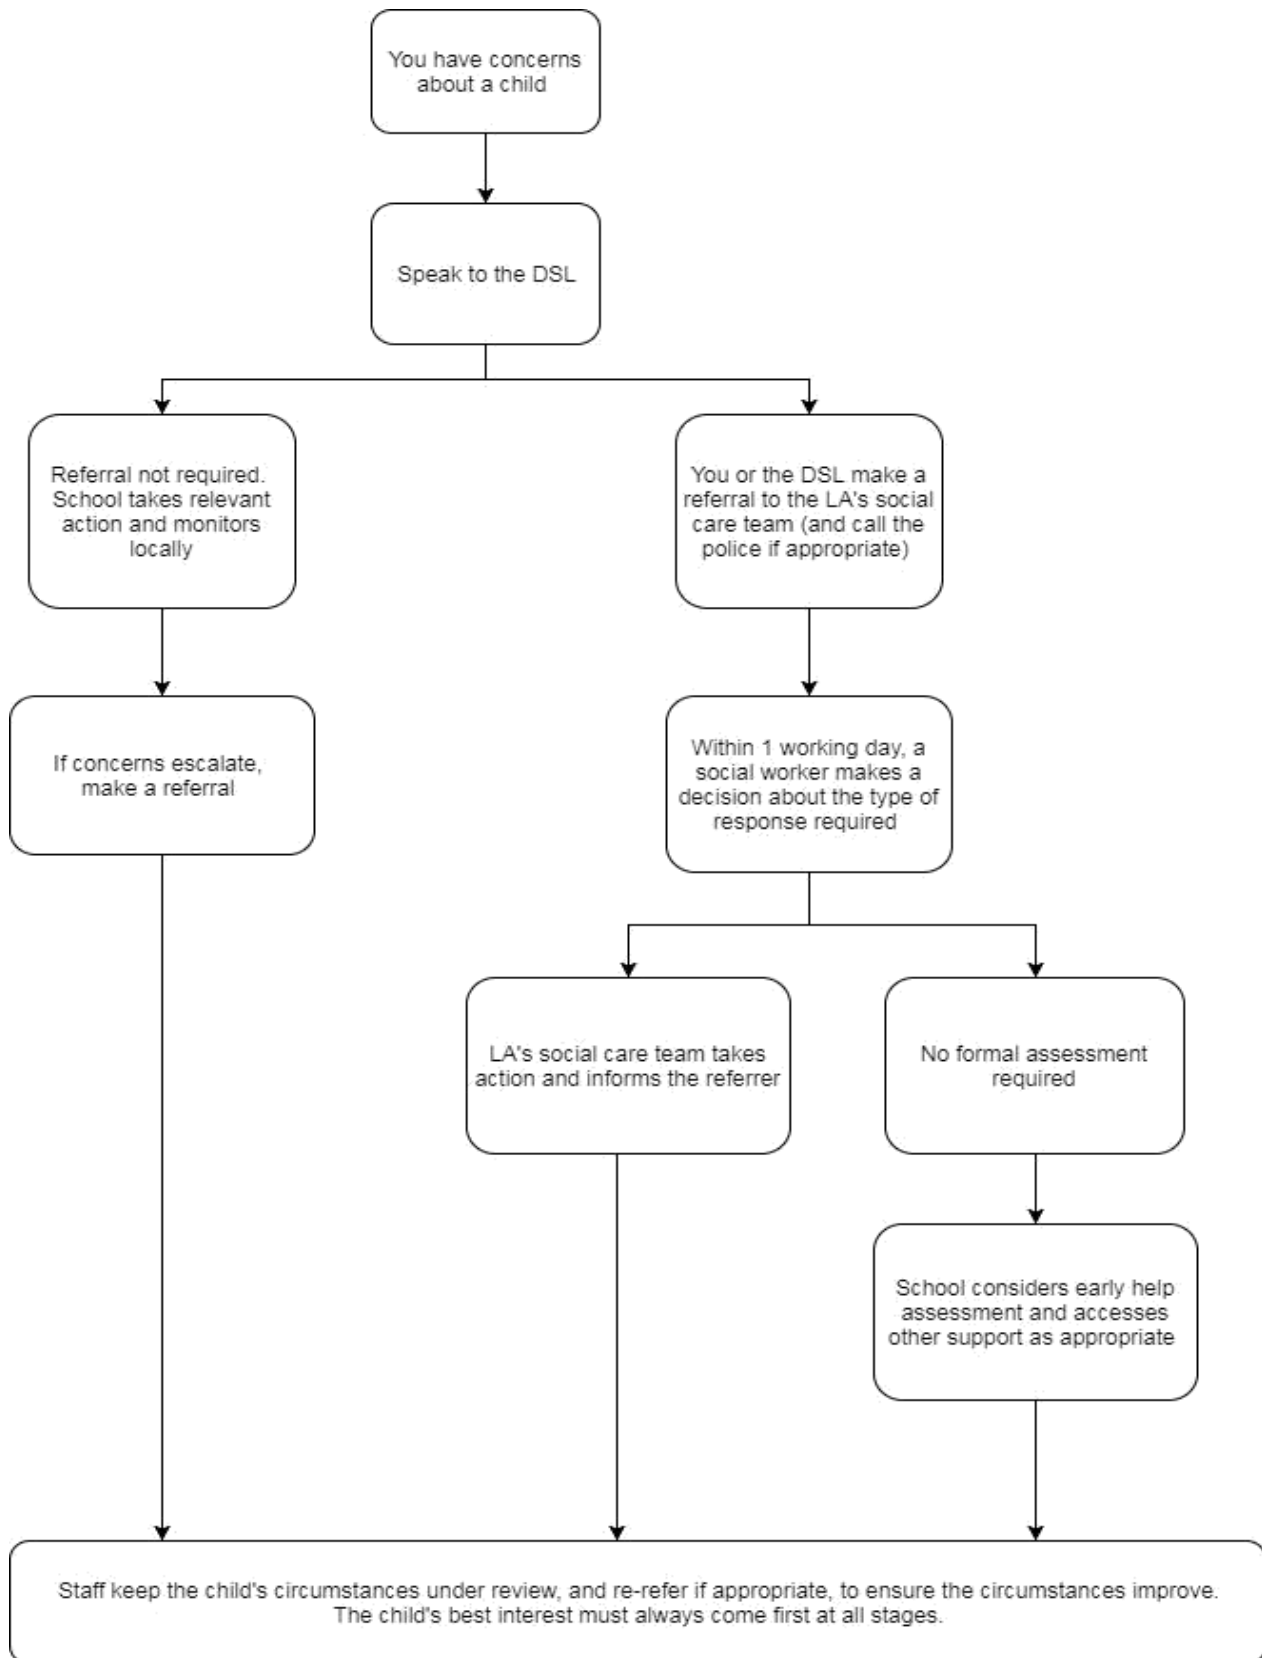 You have concerns
about a child
Speak to the DSL
Referral not required.
School takes relevant
action and monitors
locally
You or the DSL make a
referral to the LA's social
care team (and call the
police if appropriate)
If concerns escalate,
make a referral
Within 1 working day, a
social worker makes a
decision about the type of
response required
LA's social care team takes
action and informs the referrer
No formal assessment
required
School considers early help
assessment and accesses
other support as appropriate
Staff keep the child's circumstances under review, and re-refer if appropriate, to ensure the circumstances improve.
The child's best interest must always come first at all stages.